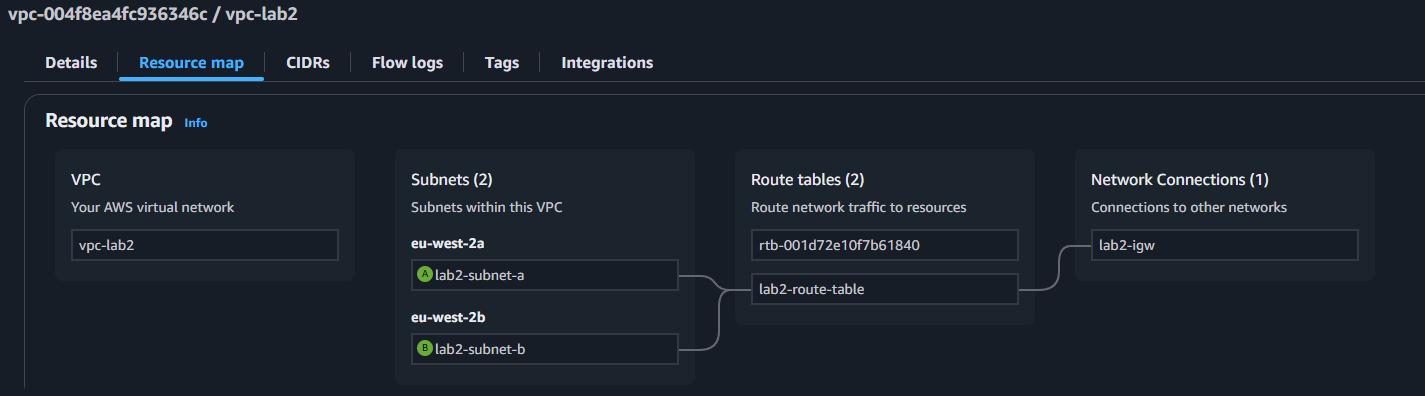 vpc-004f8ea4fc936346c / vpc-lab2
Details Resource map CIDRs Flow logs Tags Integrations
Resource map Info
VPC
Your AWS virtual network
vpc-lab2
Subnets (2)
Subnets within this VPC
eu-west-2a
A lab2-subnet-a
eu-west-2b
B lab2-subnet-b
Route tables (2)
Route network traffic to resources
rtb-001d72e10f7b61840
lab2-route-table
Network Connections (1)
Connections to other networks
lab2-igw